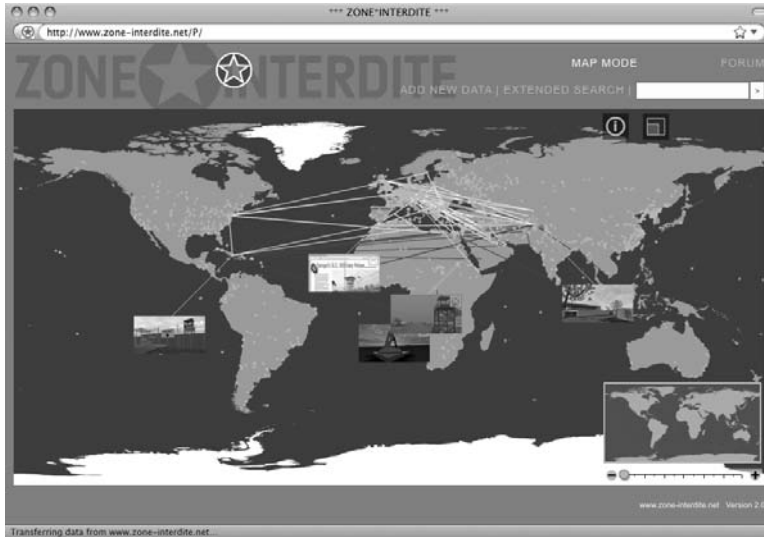 *** ZONE*INTERDITE ***
http://www.zone-interdite.net/P/
ZONE INTERDITE
MAP MODE
FORUM
ADD NEW DATA | EXTENDED SEARCH |
www.zone-interdite.net Version 2.0
Transferring data from www.zone-interdite.net...